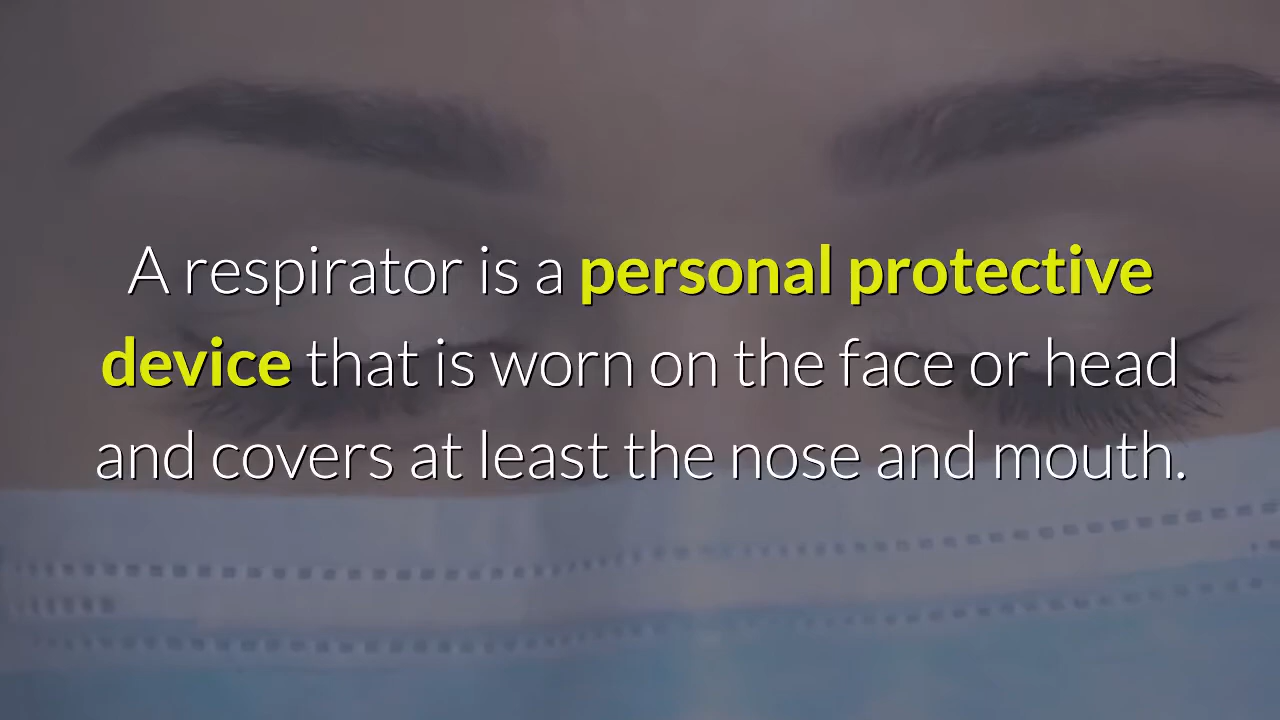 A respirator is a personal protective
device that is worn on the face or head
and covers at least the nose and mouth.